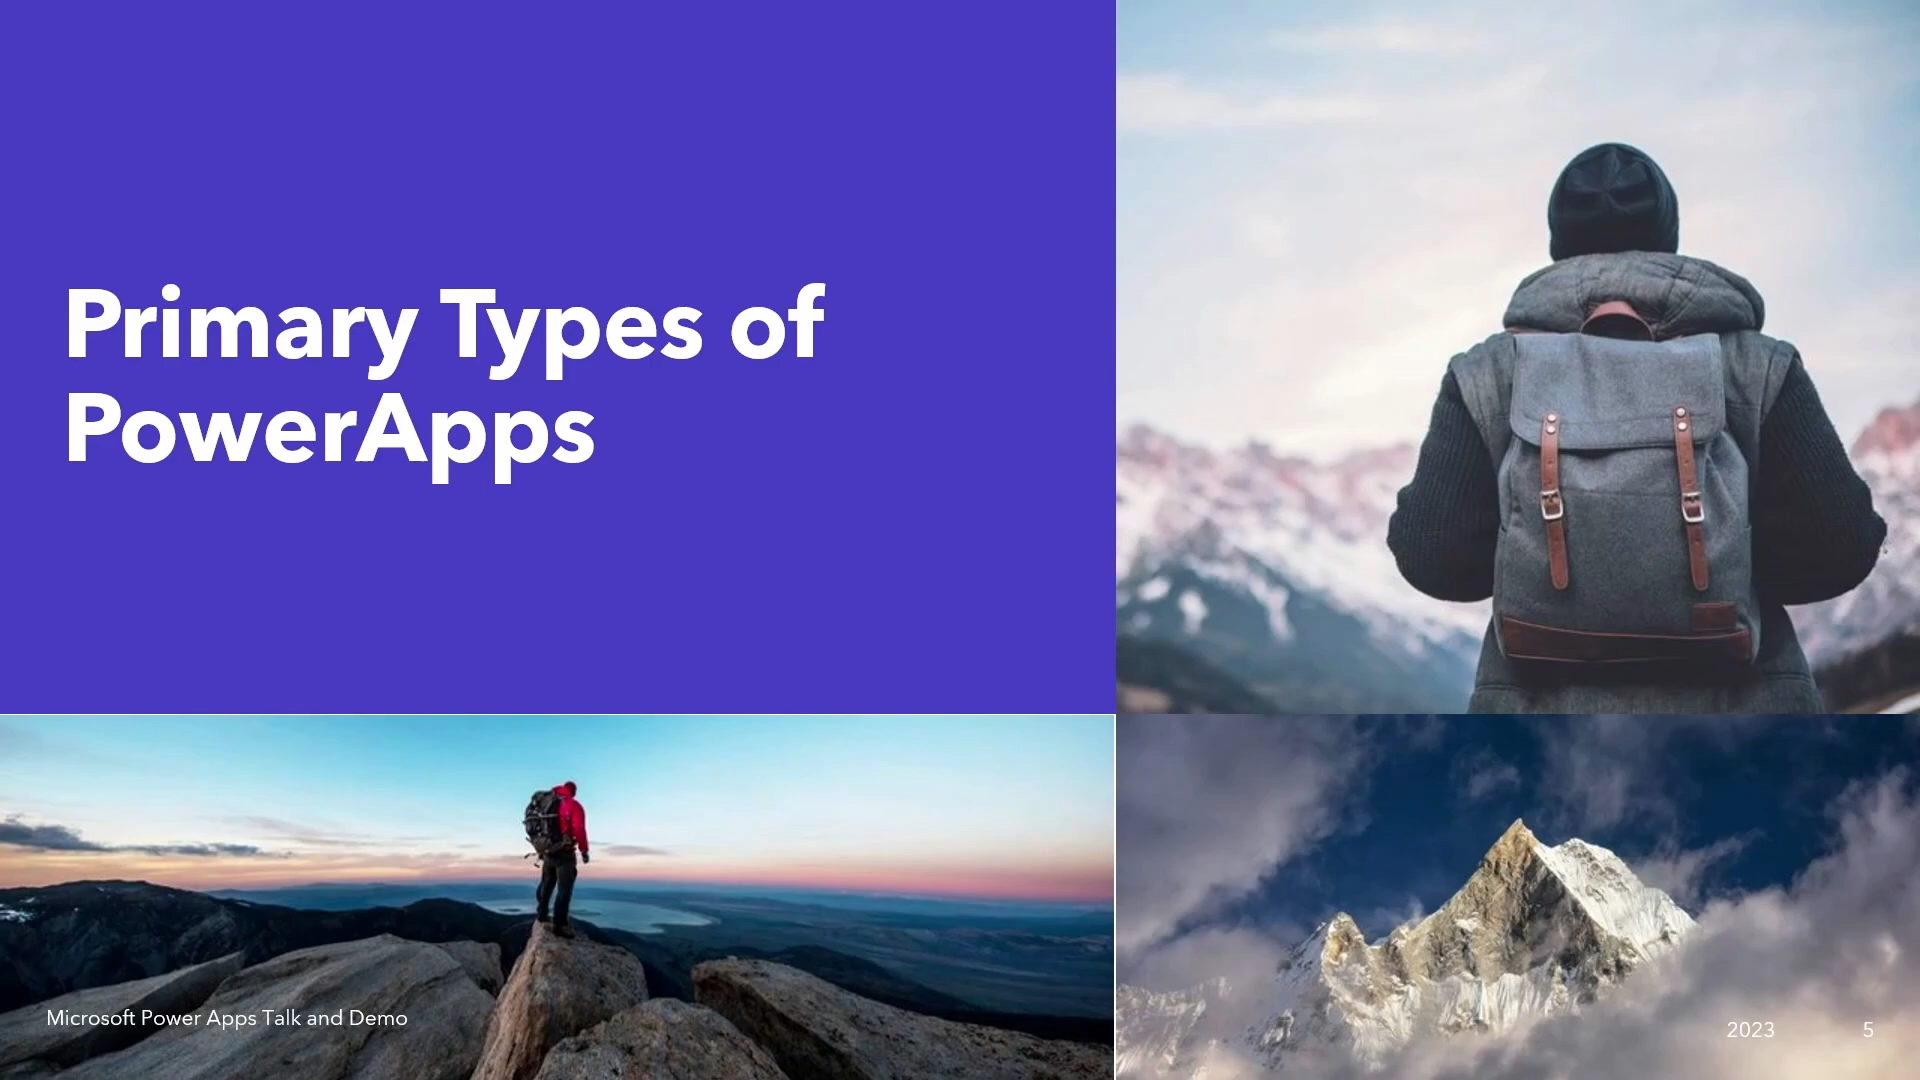 Primary Types of
PowerApps
Microsoft Power Apps Talk and Demo
2023
5